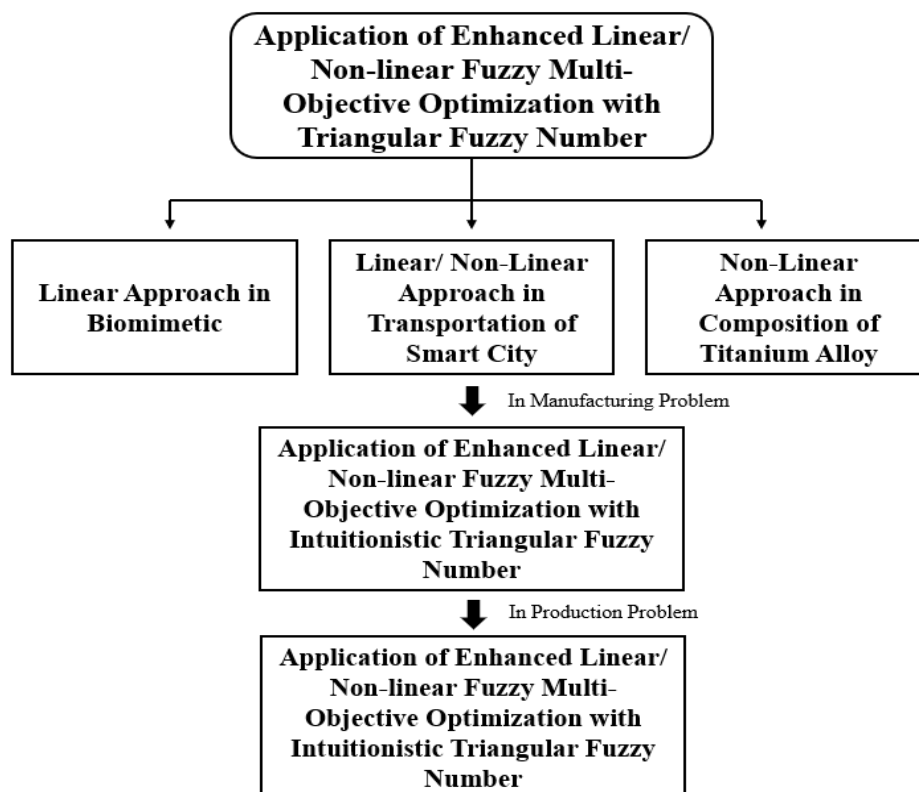 Application of Enhanced Linear/
Non-linear Fuzzy Multi-
Objective Optimization with
Triangular Fuzzy Number
Linear Approach in
Biomimetic
Linear/ Non-Linear
Approach in
Transportation of
Smart City
Non-Linear
Approach in
Composition of
Titanium Alloy
In Manufacturing Problem
Application of Enhanced Linear/
Non-linear Fuzzy Multi-
Objective Optimization with
Intuitionistic Triangular Fuzzy
Number
In Production Problem
Application of Enhanced Linear/
Non-linear Fuzzy Multi-
Objective Optimization with
Intuitionistic Triangular Fuzzy
Number